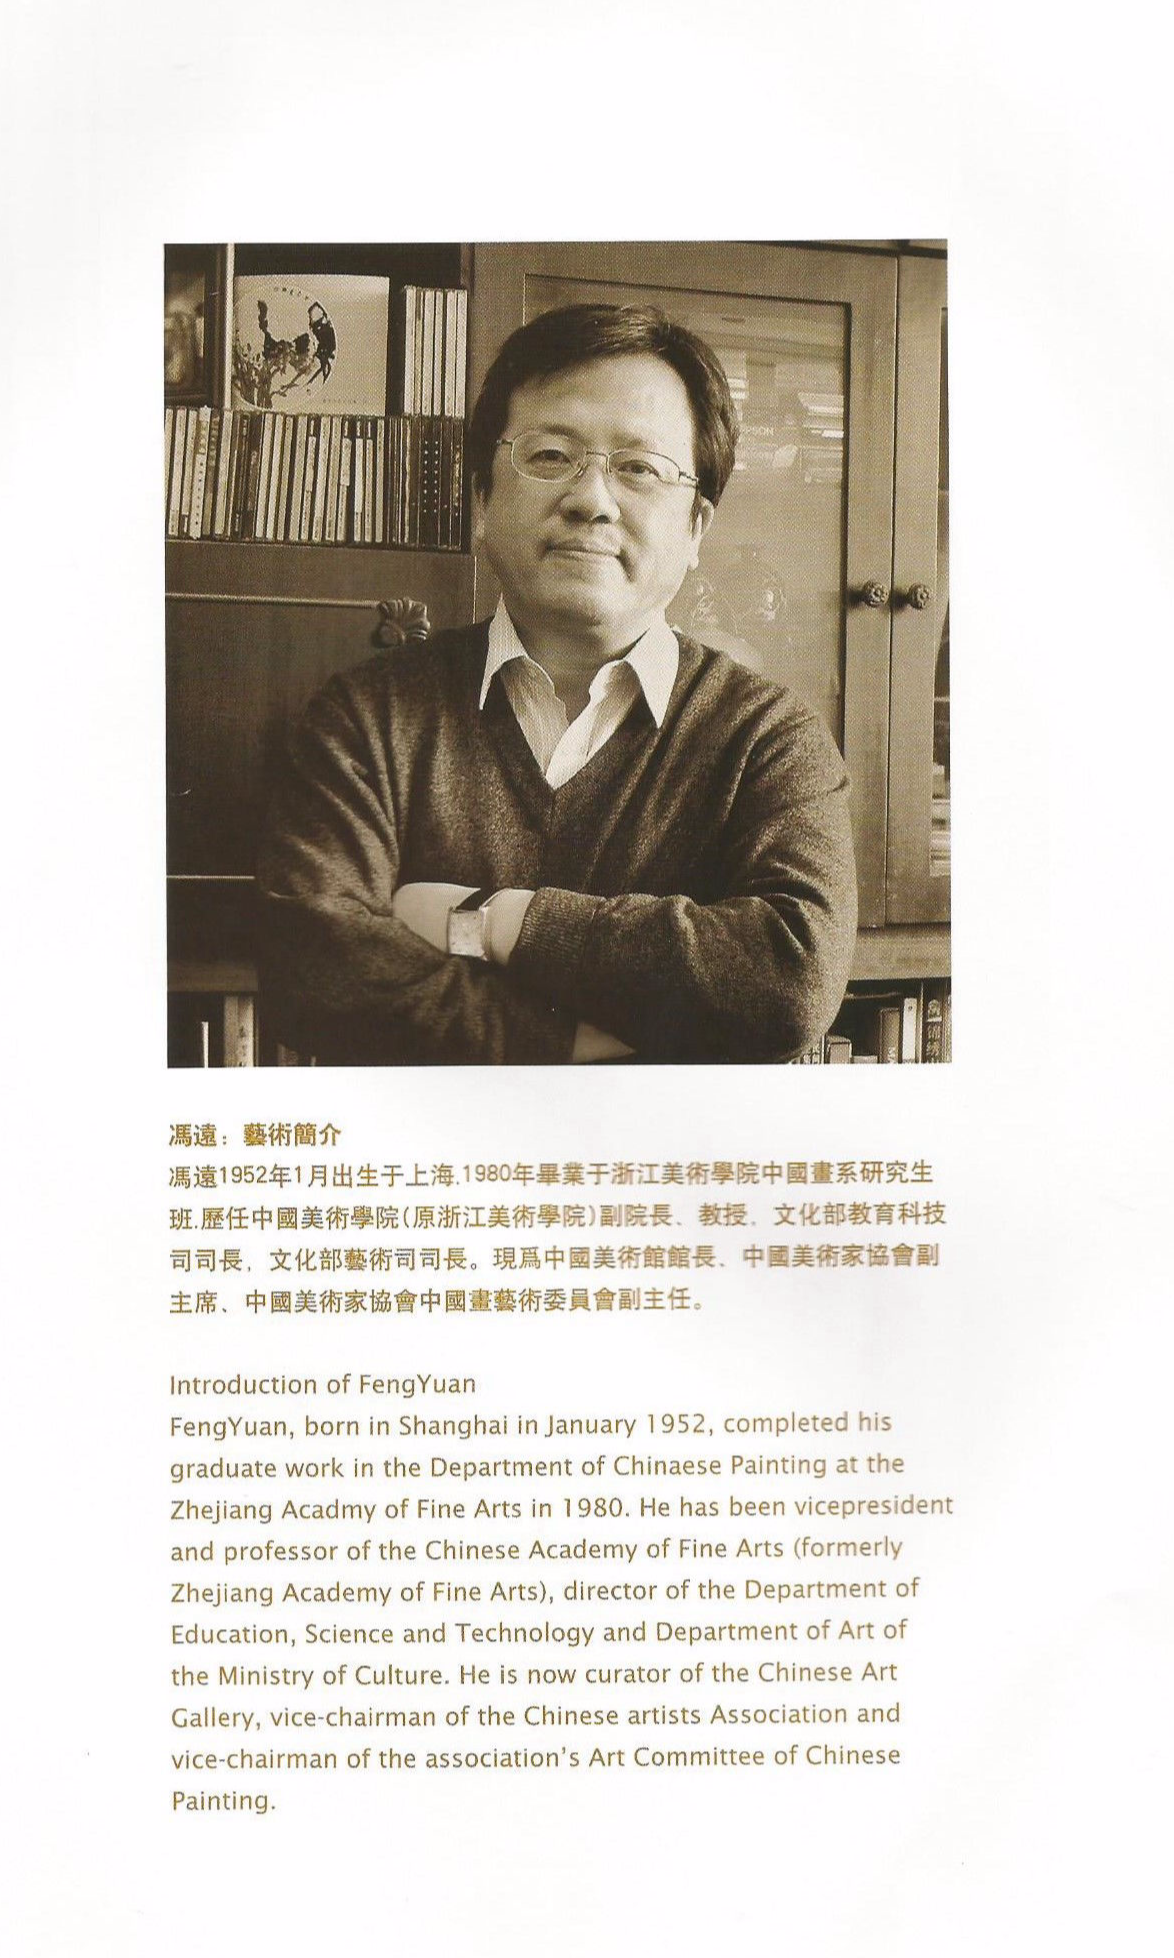 馮遠：藝術簡介
馮遠1952年1月出生于上海.1980年畢業于浙江美術學院中國畫系研究生
班.歷任中國美術學院(原浙江美術學院)副院長、教授，文化部教育科技
司司長，文化部藝術司司長。現爲中國美術館館長、中國美術家協會副
主席、中國美術家協會中國畫藝術委員會副主任。
Introduction of FengYuan
FengYuan, born in Shanghai in January 1952, completed his
graduate work in the Department of Chinaese Painting at the
Zhejiang Acadmy of Fine Arts in 1980. He has been vicepresident
and professor of the Chinese Academy of Fine Arts (formerly
Zhejiang Academy of Fine Arts), director of the Department of
Education, Science and Technology and Department of Art of
the Ministry of Culture. He is now curator of the Chinese Art
Gallery, vice-chairman of the Chinese artists Association and
vice-chairman of the association's Art Committee of Chinese
Painting.